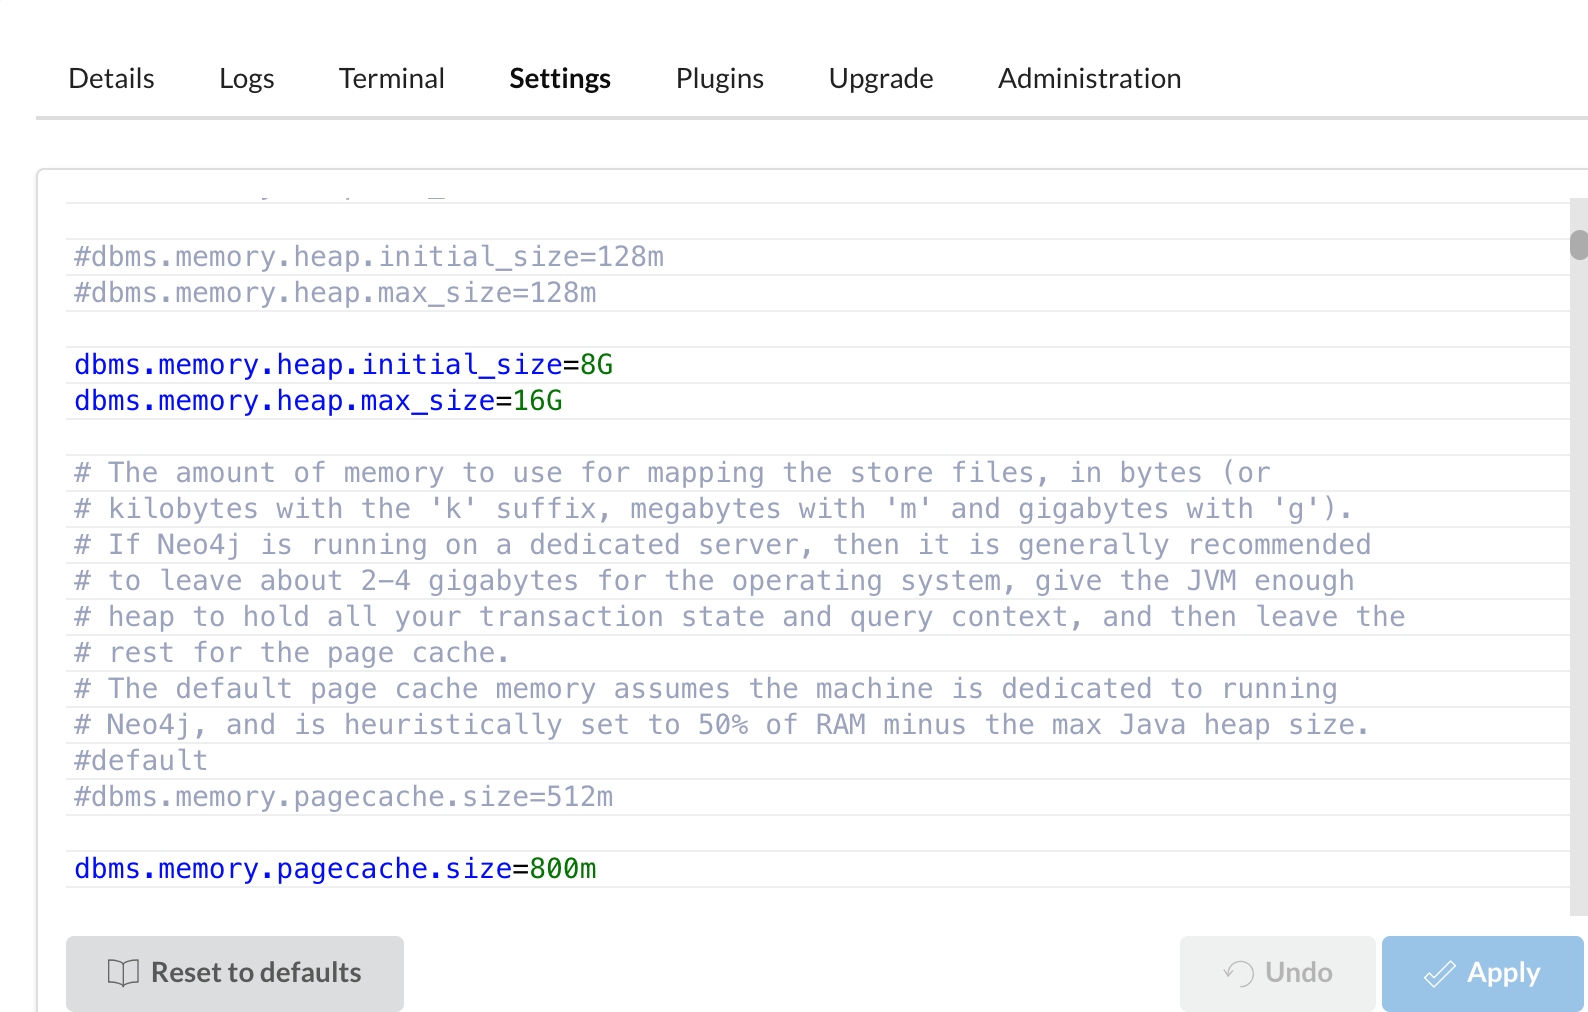 Details Logs Terminal Settings Plugins Upgrade Administration
#dbms.memory.heap.initial_size=128m
#dbms.memory.heap.max_size=128m
dbms.memory.heap.initial_size=8G
dbms.memory.heap.max_size=16G
# The amount of memory to use for mapping the store files, in bytes (or
# kilobytes with the 'k' suffix, megabytes with 'm' and gigabytes with 'g').
# If Neo4j is running on a dedicated server, then it is generally recommended
# to leave about 2-4 gigabytes for the operating system, give the JVM enough
# heap to hold all your transaction state and query context, and then leave the
# rest for the page cache.
# The default page cache memory assumes the machine is dedicated to running
# Neo4j, and is heuristically set to 50% of RAM minus the max Java heap size.
#default
#dbms.memory.pagecache.size=512m
dbms.memory.pagecache.size=800m
Reset to defaults Undo Apply